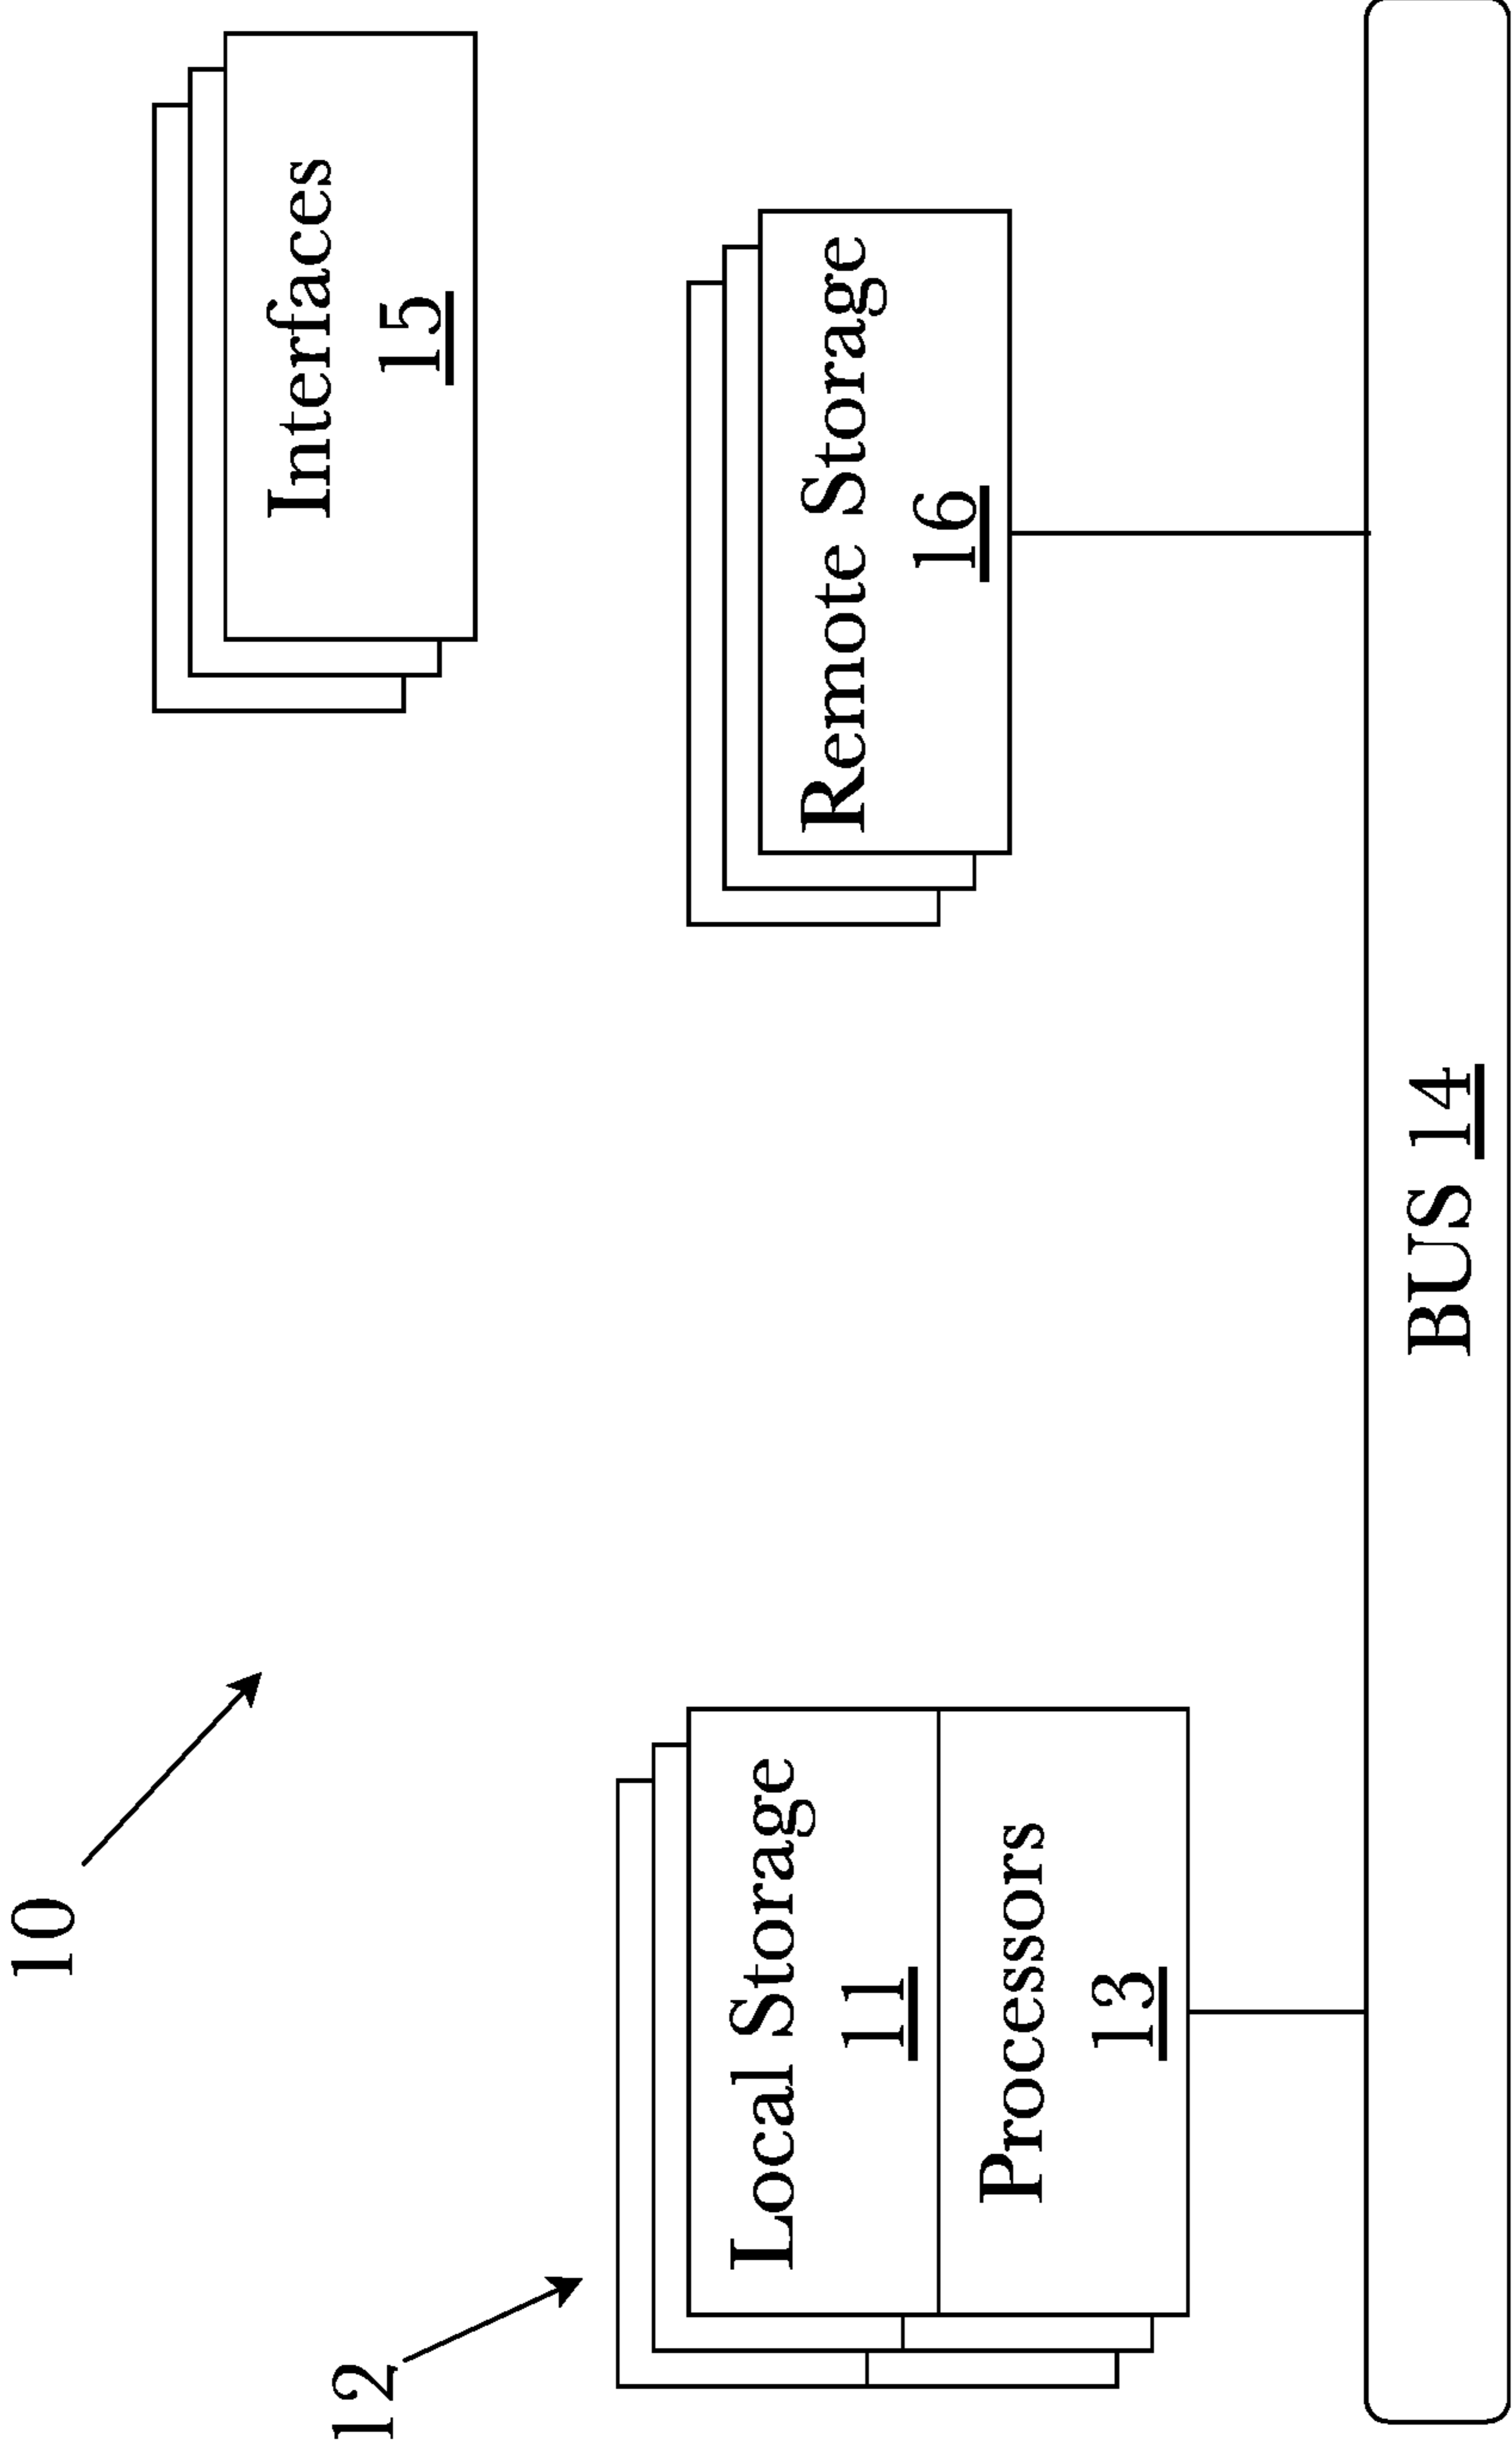 10
12
Interfaces
15
Local Storage
11
Processors
13
Remote Storage
16
BUS 14